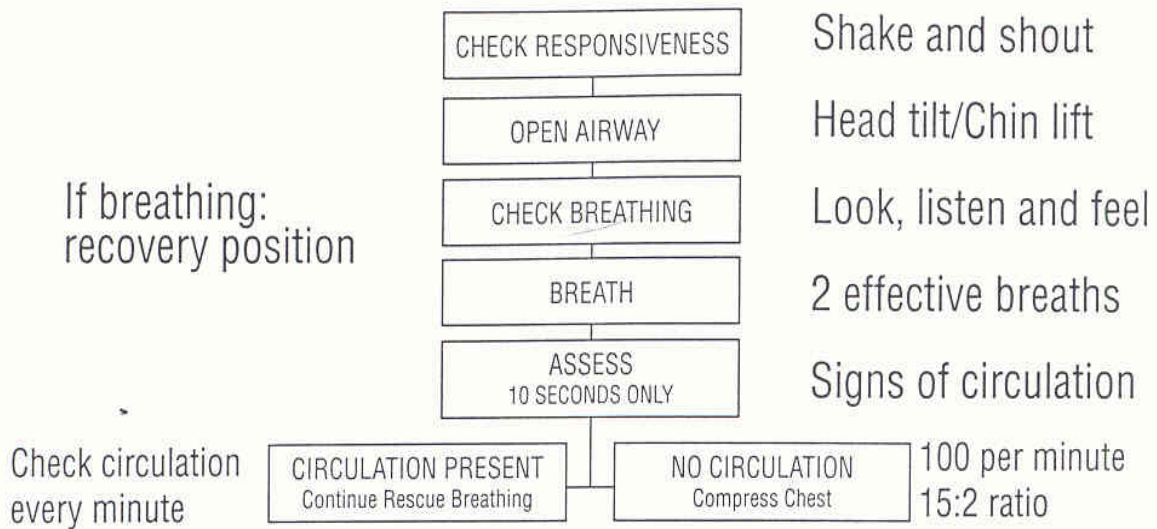 CHECK RESPONSIVENESS
Shake and shout
OPEN AIRWAY
Head tilt/Chin lift
If breathing:
recovery position
CHECK BREATHING
Look, listen and feel
BREATH
2 effective breaths
ASSESS
10 SECONDS ONLY
Signs of circulation
Check circulation
every minute
CIRCULATION PRESENT
Continue Rescue Breathing
NO CIRCULATION
Compress Chest
100 per minute
15:2 ratio